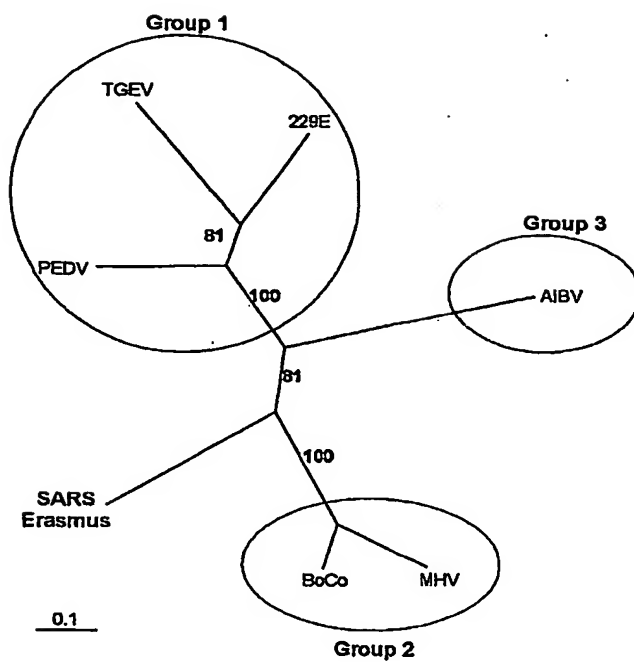 Group 1
TGEV
229E
81
PEDV
Group 3
100
AIBV
81
100
SARS
Erasmus
BoCo
MHV
0.1
Group 2